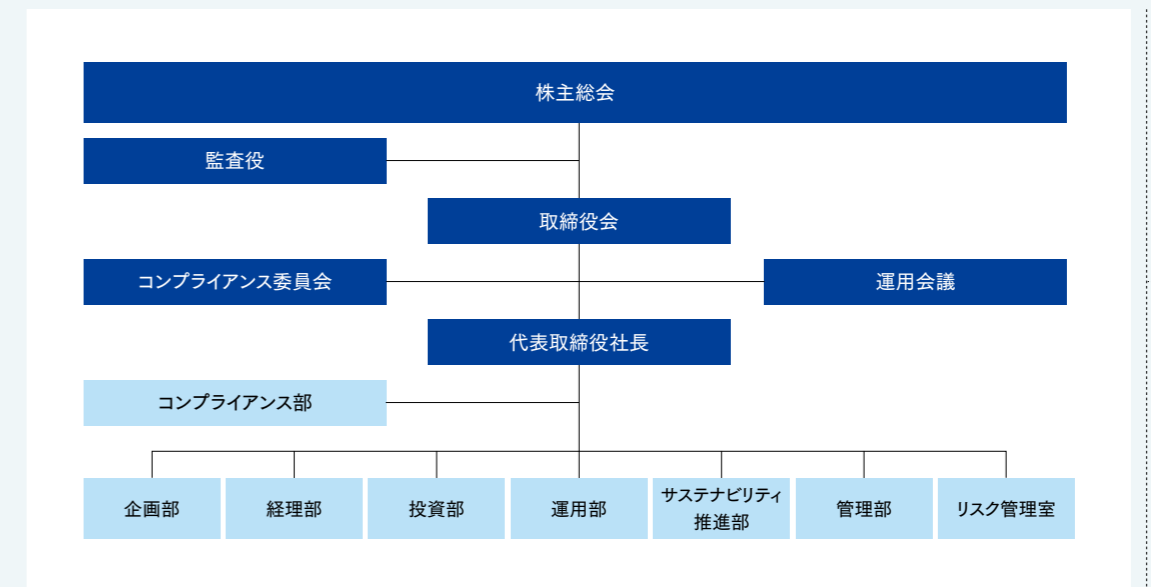 株主総会
監査役
取締役会
コンプライアンス委員会
運用会議
代表取締役社長
コンプライアンス部
企画部
経理部
投資部
運用部
サステナビリティ
推進部
管理部
リスク管理室